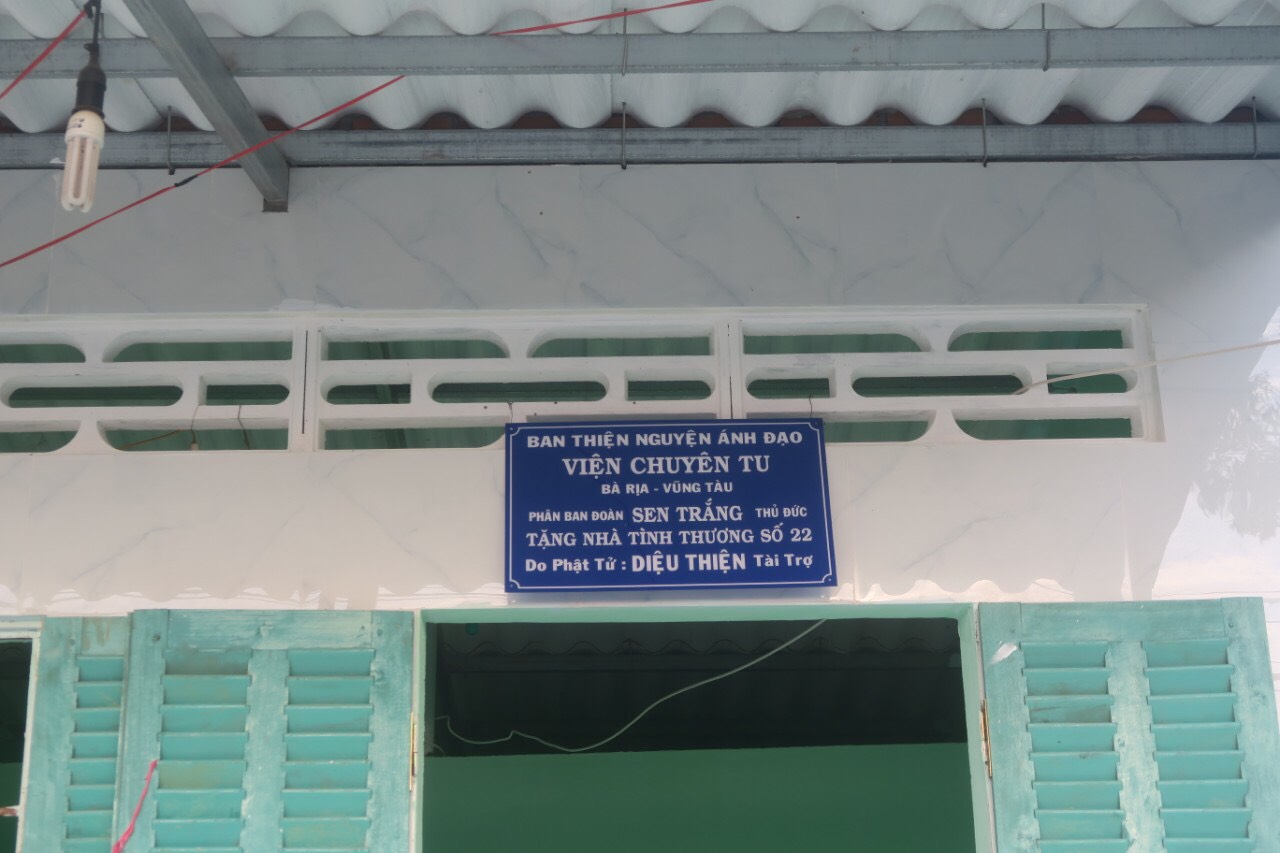 BAN THIỆN NGUYỆN ÁNH ĐẠO
VIỆN CHUYÊN TU
BÀ RỊA - VŨNG TÀU
PHÂN BAN ĐOÀN SEN TRẮNG THỦ ĐỨC
TẶNG NHÀ TÌNH THƯƠNG SỐ 22
Do Phật Tử : DIỆU THIỆN Tài Trợ